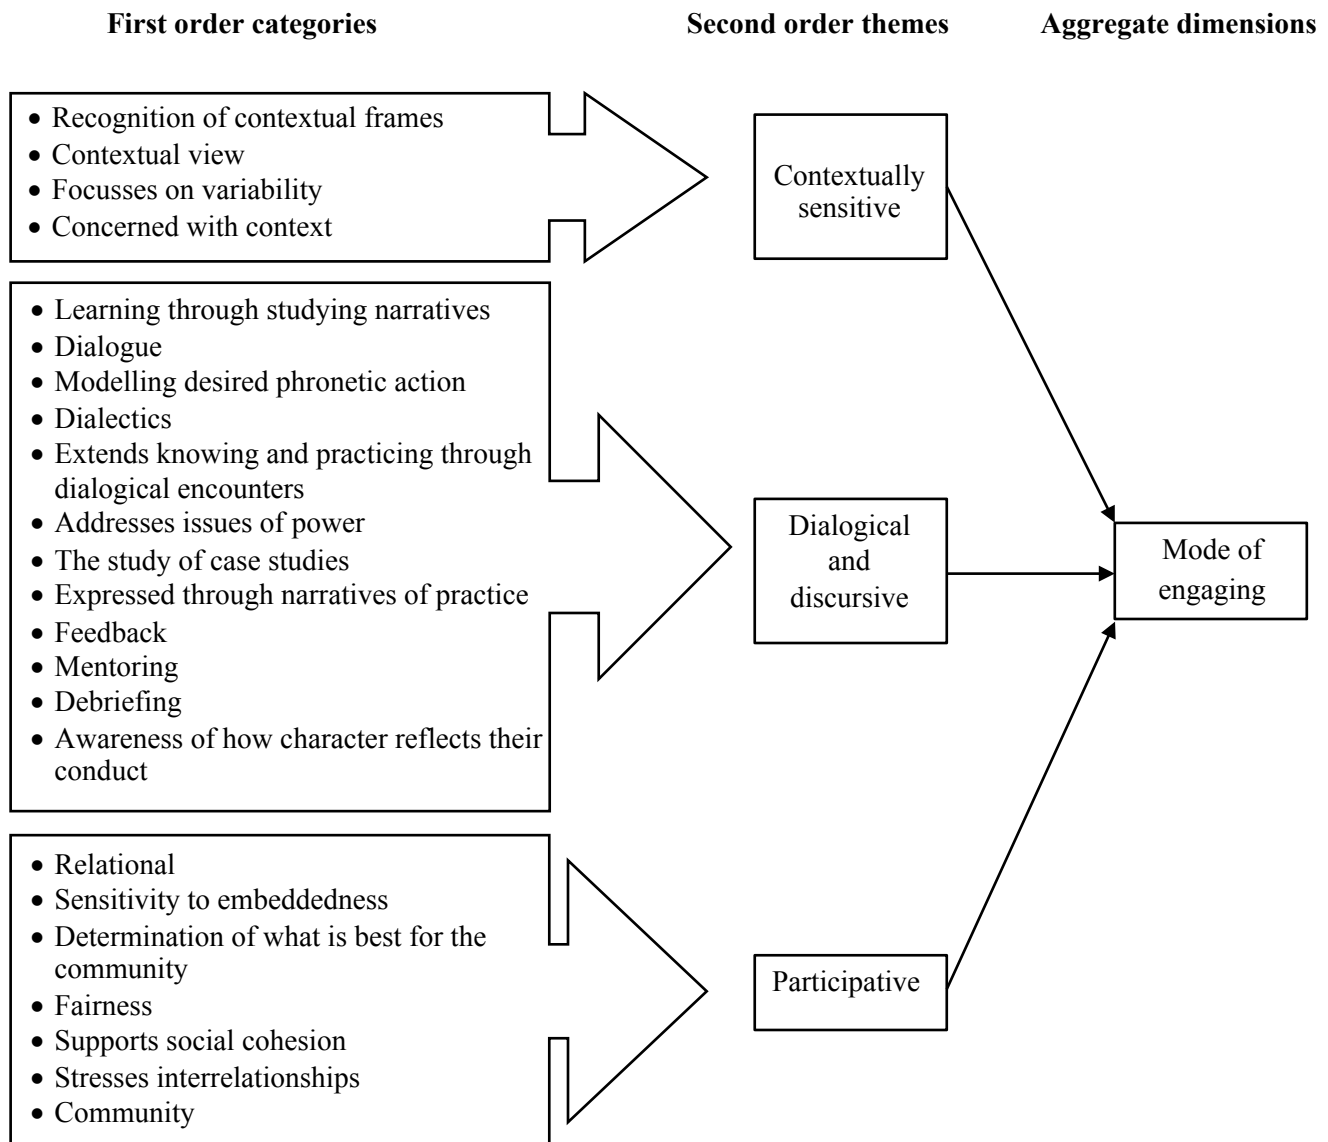 First order categories
Second order themes
Aggregate dimensions
• Recognition of contextual frames
• Contextual view
• Focusses on variability
• Concerned with context
Contextually
sensitive
• Learning through studying narratives
• Dialogue
• Modelling desired phronetic action
• Dialectics
• Extends knowing and practicing through
dialogical encounters
• Addresses issues of power
• The study of case studies
• Expressed through narratives of practice
• Feedback
• Mentoring
• Debriefing
• Awareness of how character reflects their
conduct
Dialogical
and
discursive
Mode of
engaging
• Relational
• Sensitivity to embeddedness
• Determination of what is best for the
community
• Fairness
• Supports social cohesion
• Stresses interrelationships
• Community
Participative